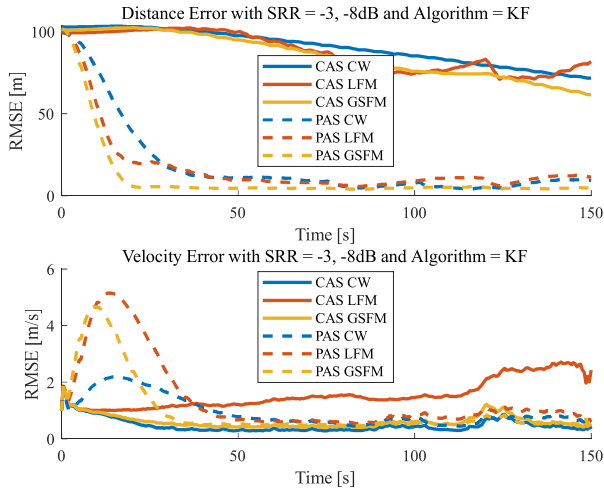 Distance Error with SRR = -3, -8dB and Algorithm = KF
100
50
0
RMSE [m]
CAS CW
CAS LFM
CAS GSFM
PAS CW
PAS LFM
PAS GSFM
0 50 100 150
Time [s]
Velocity Error with SRR = -3, -8dB and Algorithm = KF
6
4
2
0
RMSE [m/s]
CAS CW
CAS LFM
CAS GSFM
PAS CW
PAS LFM
PAS GSFM
0 50 100 150
Time [s]